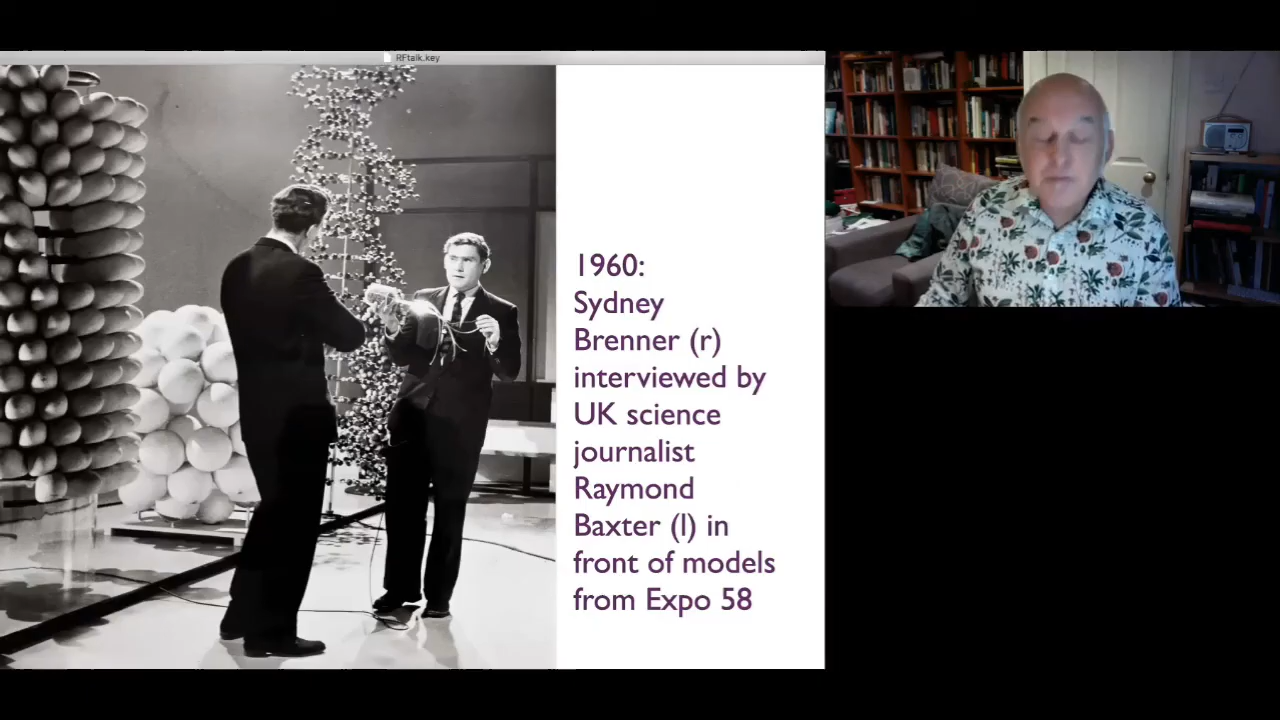 RFtalk.key
1960:
Sydney
Brenner (r)
interviewed by
UK science
journalist
Raymond
Baxter (l) in
front of models
from Expo 58